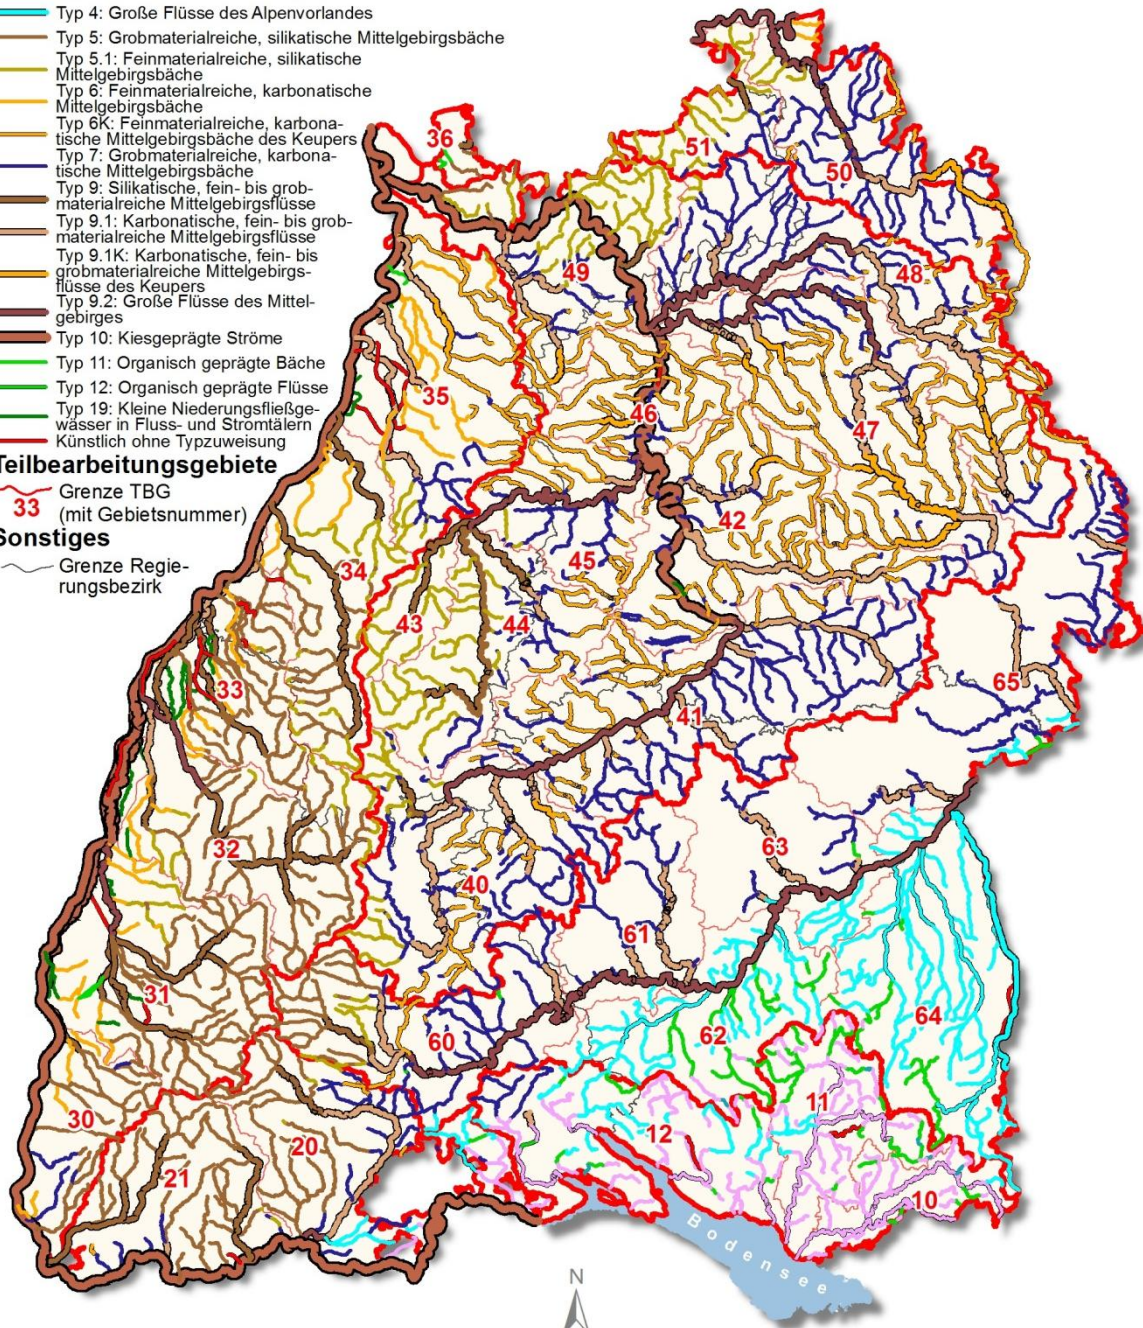 Typ 4: Große Flüsse des Alpenvorlandes
Typ 5: Grobmaterialreiche, silikatische Mittelgebirgsbäche
Typ 5.1: Feinmaterialreiche, silikatische
Mittelgebirgsbäche
Typ 6: Feinmaterialreiche, karbonatische
Mittelgebirgsbäche
Typ 6K: Feinmaterialreiche, karbona-
tische Mittelgebirgsbäche des Keupers
Typ 7: Grobmaterialreiche, karbona-
tische Mittelgebirgsbäche
Typ 9: Silikatische, fein- bis grob-
materialreiche Mittelgebirgsflüsse
Typ 9.1: Karbonatische, fein- bis grob-
materialreiche Mittelgebirgsflüsse
Typ 9.1K: Karbonatische, fein- bis
grobmaterialreiche Mittelgebirgs-
flüsse des Keupers
Typ 9.2: Große Flüsse des Mittel-
gebirges
Typ 10: Kiesgeprägte Ströme
Typ 11: Organisch geprägte Bäche
Typ 12: Organisch geprägte Flüsse
Typ 19: Kleine Niederungsfließge-
wässer in Fluss- und Stromtälern
Künstlich ohne Typzuweisung
Teilbearbeitungsgebiete
Grenze TBG
33 (mit Gebietsnummer)
Sonstiges
Grenze Regie-
rungsbezirk
36
51
50
49
48
35
46
47
42
34
45
43
44
33
65
41
32
63
40
61
31
64
60
62
30
11
12
20
21
10
Bodensee
N